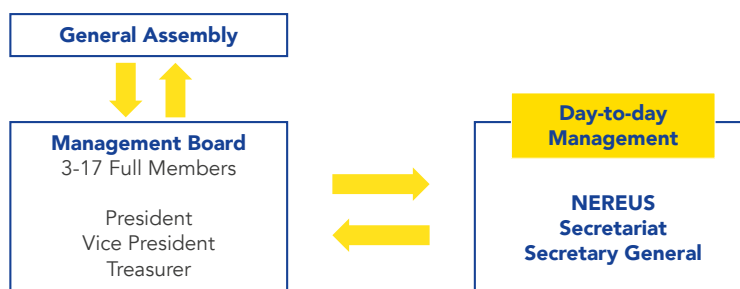 General Assembly
Management Board
3-17 Full Members
President
Vice President
Treasurer
Day-to-day
Management
NEREUS
Secretariat
Secretary General